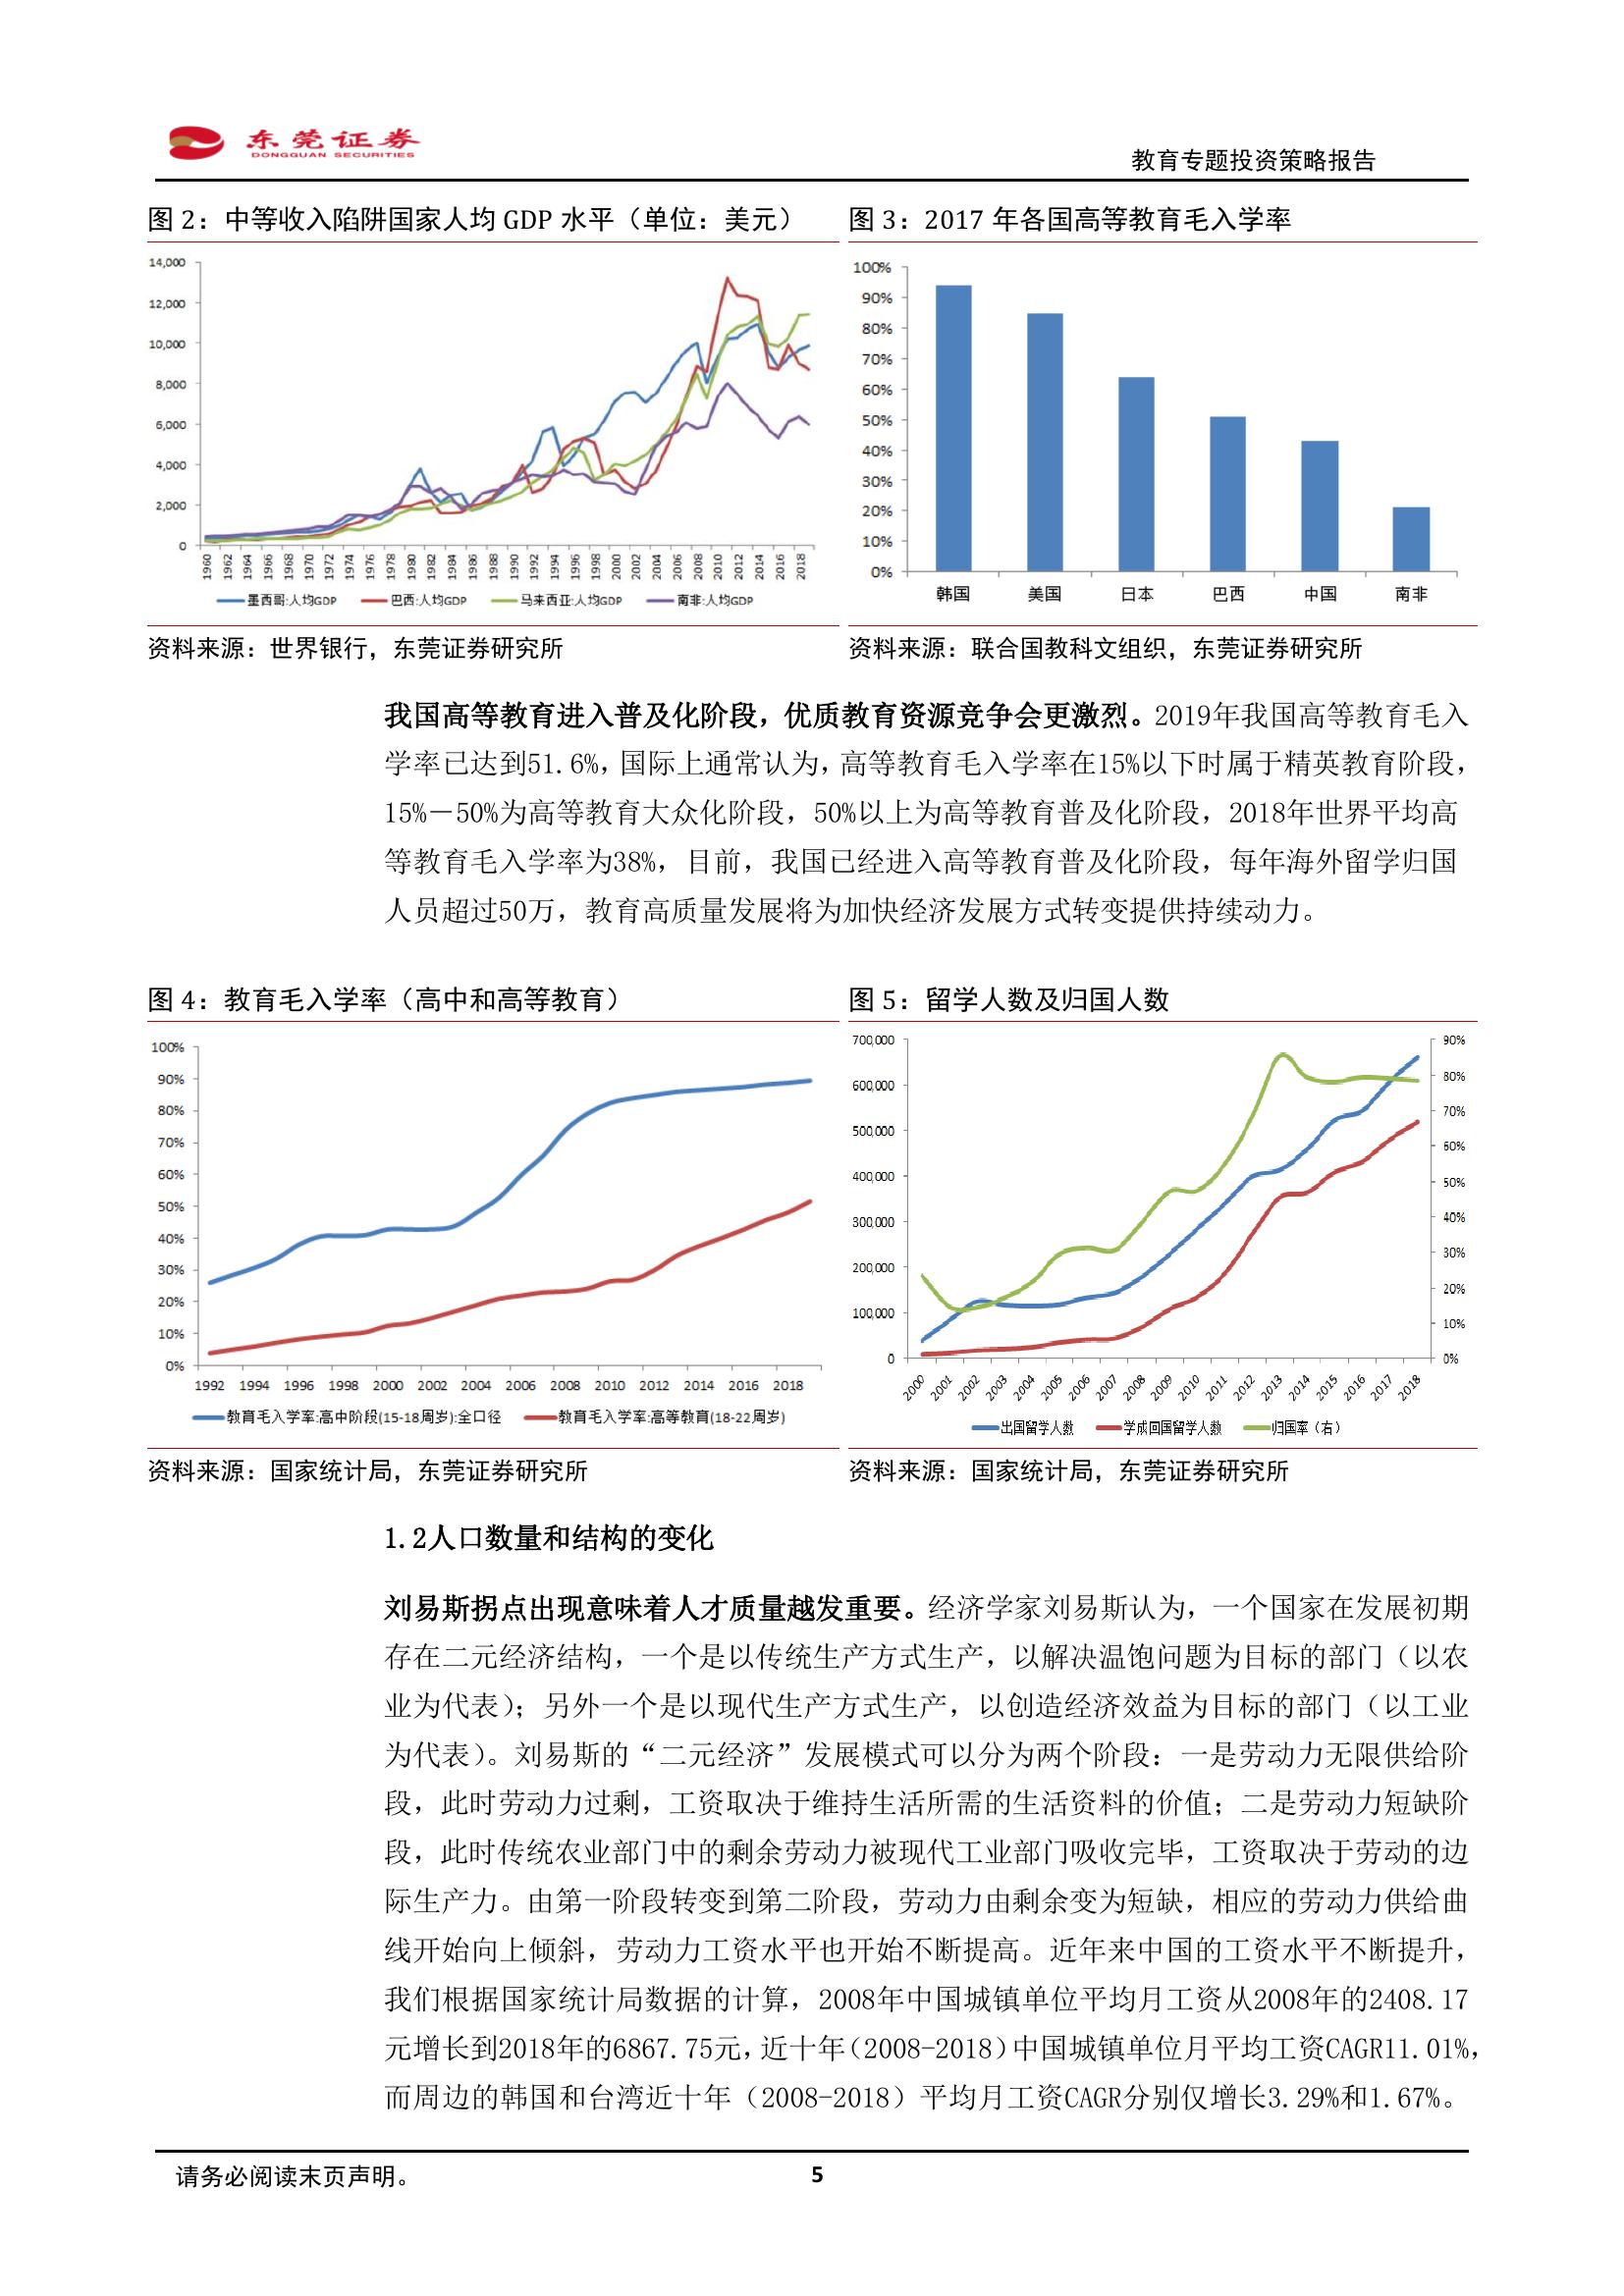 东莞证券
DONGGUAN SECURITIES
教育专题投资策略报告
图 2：中等收入陷阱国家人均 GDP 水平（单位：美元）
14,000
12,000
10,000
8,000
6,000
4,000
2,000
0
1960 1962 1964 1966 1968 1970 1972 1974 1976 1978 1980 1982 1984 1986 1988 1990 1992 1994 1996 1998 2000 2002 2004 2006 2008 2010 2012 2014 2016 2018
墨西哥:人均GDP 巴西:人均GDP 马来西亚:人均GDP 南非:人均GDP
资料来源：世界银行，东莞证券研究所
图 3：2017 年各国高等教育毛入学率
100%
90%
80%
70%
60%
50%
40%
30%
20%
10%
0%
韩国 美国 日本 巴西 中国 南非
资料来源：联合国教科文组织，东莞证券研究所
我国高等教育进入普及化阶段，优质教育资源竞争会更激烈。2019年我国高等教育毛入
学率已达到51.6%，国际上通常认为，高等教育毛入学率在15%以下时属于精英教育阶段，
15%－50%为高等教育大众化阶段，50%以上为高等教育普及化阶段，2018年世界平均高
等教育毛入学率为38%，目前，我国已经进入高等教育普及化阶段，每年海外留学归国
人员超过50万，教育高质量发展将为加快经济发展方式转变提供持续动力。
图 4：教育毛入学率（高中和高等教育）
100%
90%
80%
70%
60%
50%
40%
30%
20%
10%
0%
1992 1994 1996 1998 2000 2002 2004 2006 2008 2010 2012 2014 2016 2018
教育毛入学率:高中阶段(15-18周岁):全口径 教育毛入学率:高等教育(18-22周岁)
资料来源：国家统计局，东莞证券研究所
图 5：留学人数及归国人数
700,000
600,000
500,000
400,000
300,000
200,000
100,000
0
90%
80%
70%
60%
50%
40%
30%
20%
10%
0%
2000 2001 2002 2003 2004 2005 2006 2007 2008 2009 2010 2011 2012 2013 2014 2015 2016 2017 2018
出国留学人数 学成回国留学人数 归国率（右）
资料来源：国家统计局，东莞证券研究所
1.2人口数量和结构的变化
刘易斯拐点出现意味着人才质量越发重要。经济学家刘易斯认为，一个国家在发展初期
存在二元经济结构，一个是以传统生产方式生产，以解决温饱问题为目标的部门（以农
业为代表）；另外一个是以现代生产方式生产，以创造经济效益为目标的部门（以工业
为代表）。刘易斯的“二元经济”发展模式可以分为两个阶段：一是劳动力无限供给阶
段，此时劳动力过剩，工资取决于维持生活所需的生活资料的价值；二是劳动力短缺阶
段，此时传统农业部门中的剩余劳动力被现代工业部门吸收完毕，工资取决于劳动的边
际生产力。由第一阶段转变到第二阶段，劳动力由剩余变为短缺，相应的劳动力供给曲
线开始向上倾斜，劳动力工资水平也开始不断提高。近年来中国的工资水平不断提升，
我们根据国家统计局数据的计算，2008年中国城镇单位平均月工资从2008年的2408.17
元增长到2018年的6867.75元，近十年（2008-2018）中国城镇单位月平均工资CAGR11.01%，
而周边的韩国和台湾近十年（2008-2018）平均月工资CAGR分别仅增长3.29%和1.67%。
请务必阅读末页声明。
5